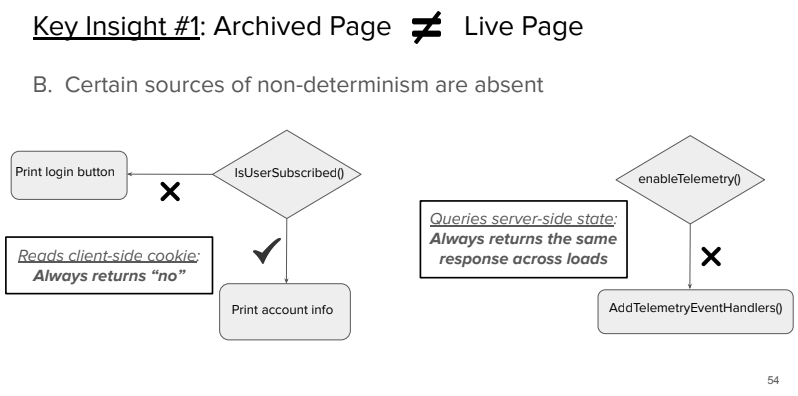 Key Insight #1: Archived Page ≠ Live Page
B. Certain sources of non-determinism are absent
Print login button
IsUserSubscribed()
Reads client-side cookie:
Always returns “no”
Print account info
enableTelemetry()
Queries server-side state:
Always returns the same
response across loads
AddTelemetryEventHandlers()
54